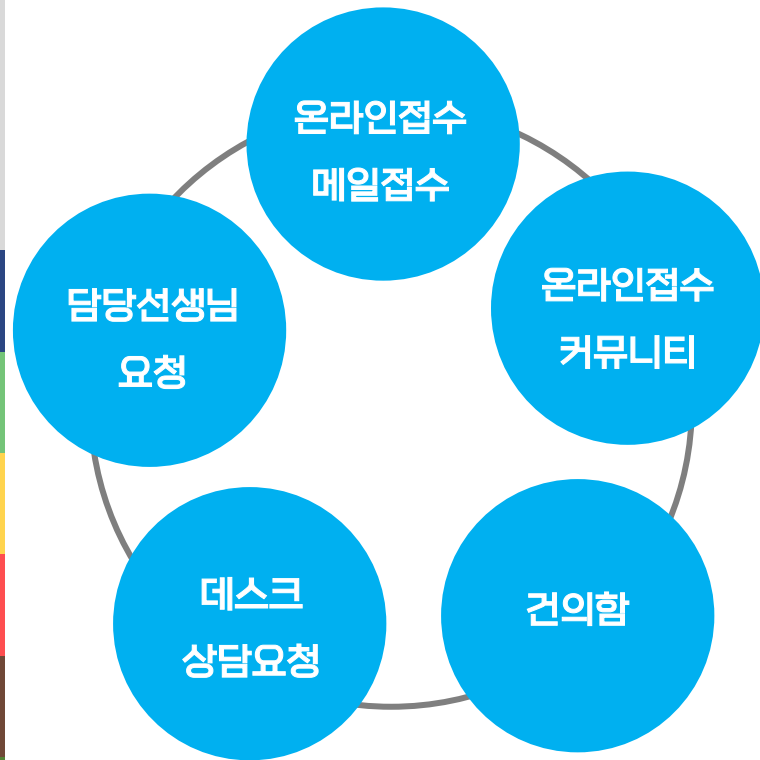 온라인접수
메일접수
온라인접수
커뮤니티
담당선생님
요청
데스크
상담요청
건의함